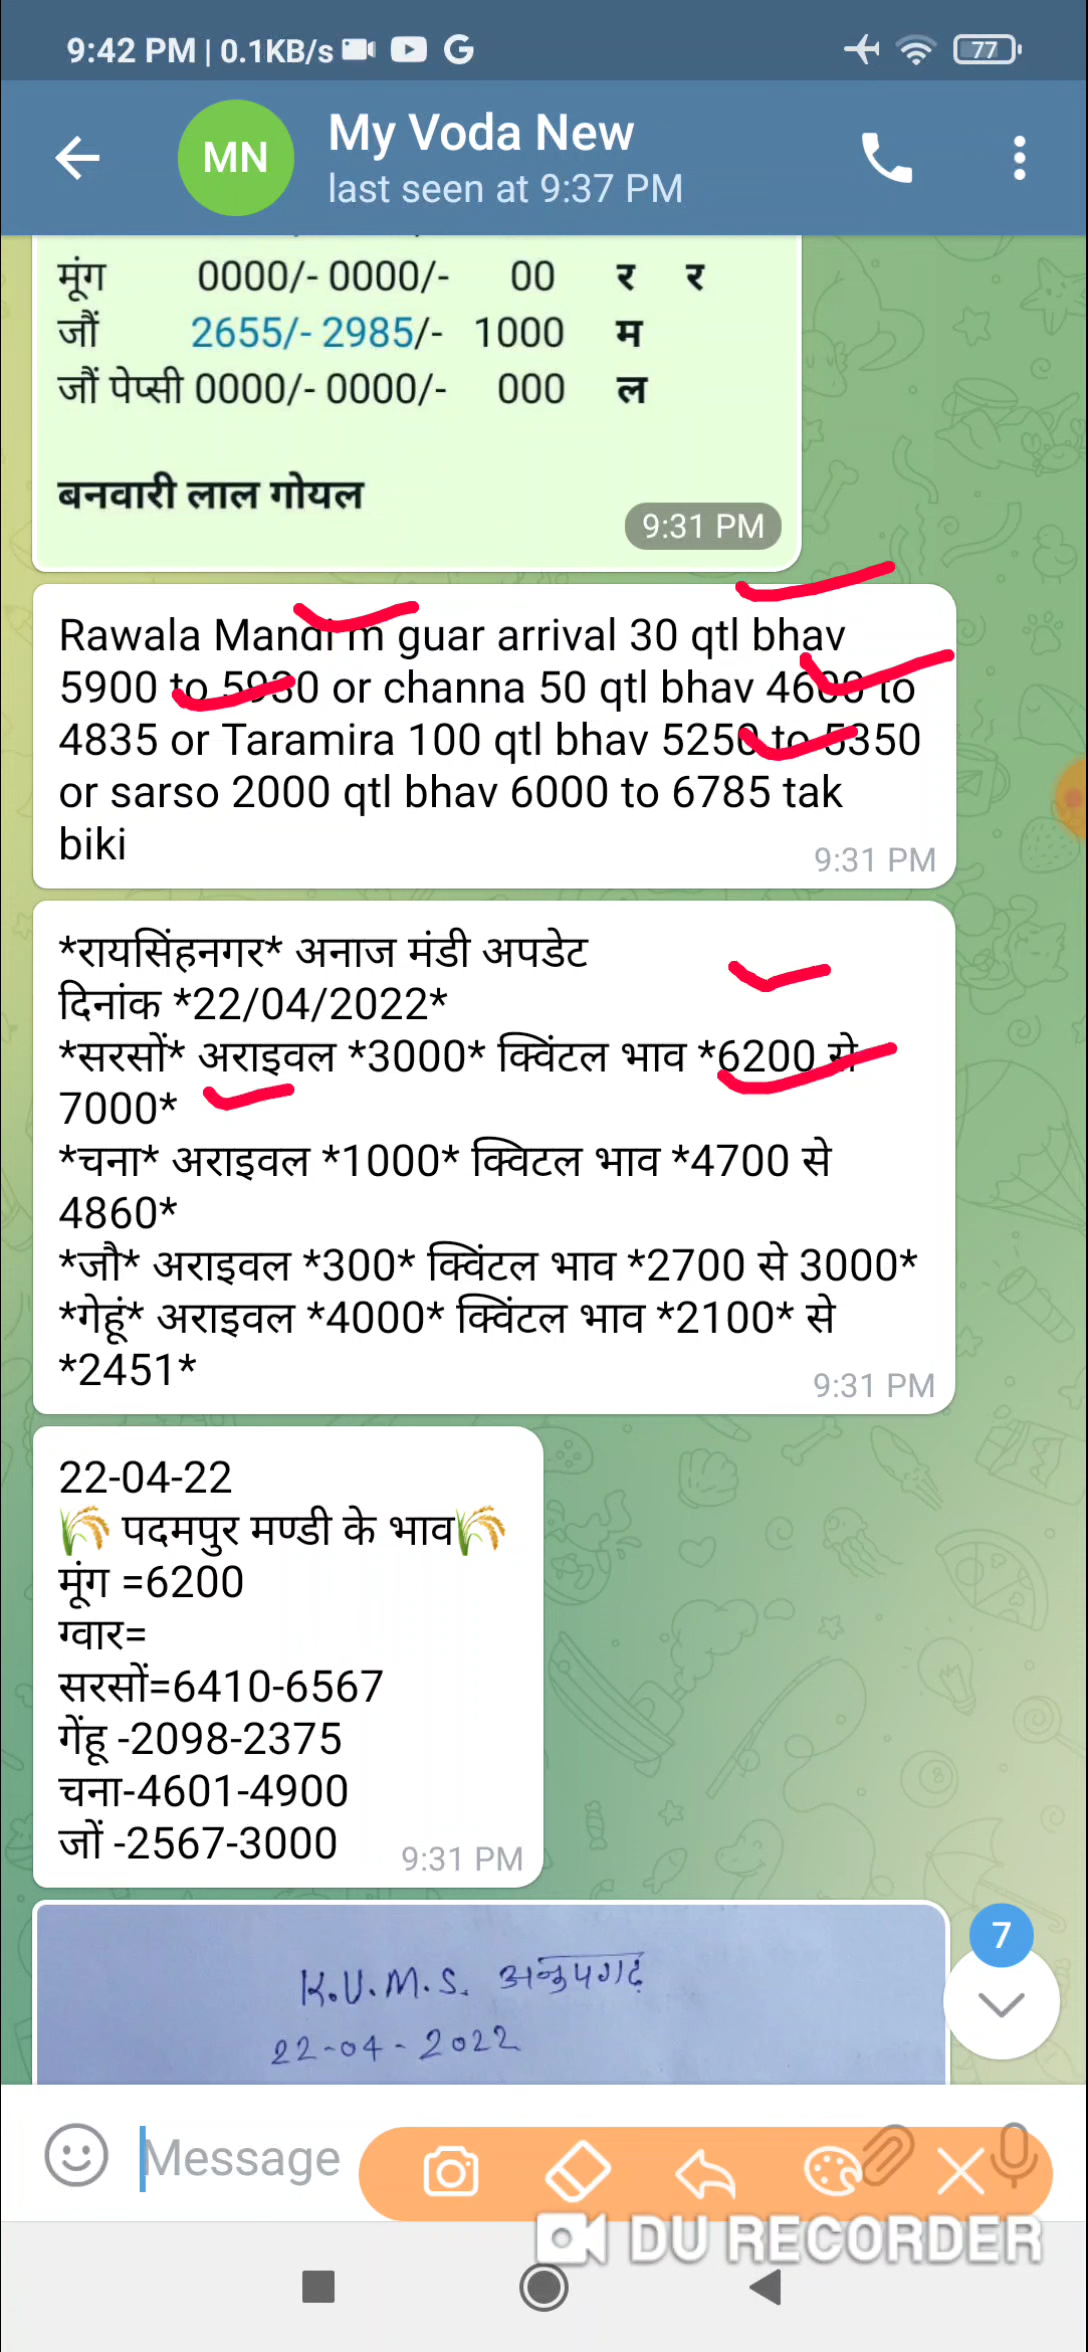 9:42 PM | 0.1KB/s
77
MN
My Voda New
last seen at 9:37 PM
मूंग 0000/- 0000/- 00 र र
जौं 2655/- 2985/- 1000 म
जौं पेप्सी 0000/- 0000/- 000 ल
बनवारी लाल गोयल
9:31 PM
Rawala Mandi m guar arrival 30 qtl bhav
5900 to 5930 or channa 50 qtl bhav 4600 to
4835 or Taramira 100 qtl bhav 5250 to 5350
or sarso 2000 qtl bhav 6000 to 6785 tak
biki
9:31 PM
*रायसिंहनगर* अनाज मंडी अपडेट
दिनांक *22/04/2022*
*सरसों* अराइवल *3000* क्विंटल भाव *6200 से
7000*
*चना* अराइवल *1000* क्विटल भाव *4700 से
4860*
*जौ* अराइवल *300* क्विंटल भाव *2700 से 3000*
*गेहूं* अराइवल *4000* क्विंटल भाव *2100* से
*2451*
9:31 PM
22-04-22
पदमपुर मण्डी के भाव
मूंग =6200
ग्वार=
सरसों=6410-6567
गेंहू -2098-2375
चना-4601-4900
जों -2567-3000
9:31 PM
K.U.M.S. अनुपगढ़
22-04-2022
7
Message
DU RECORDER